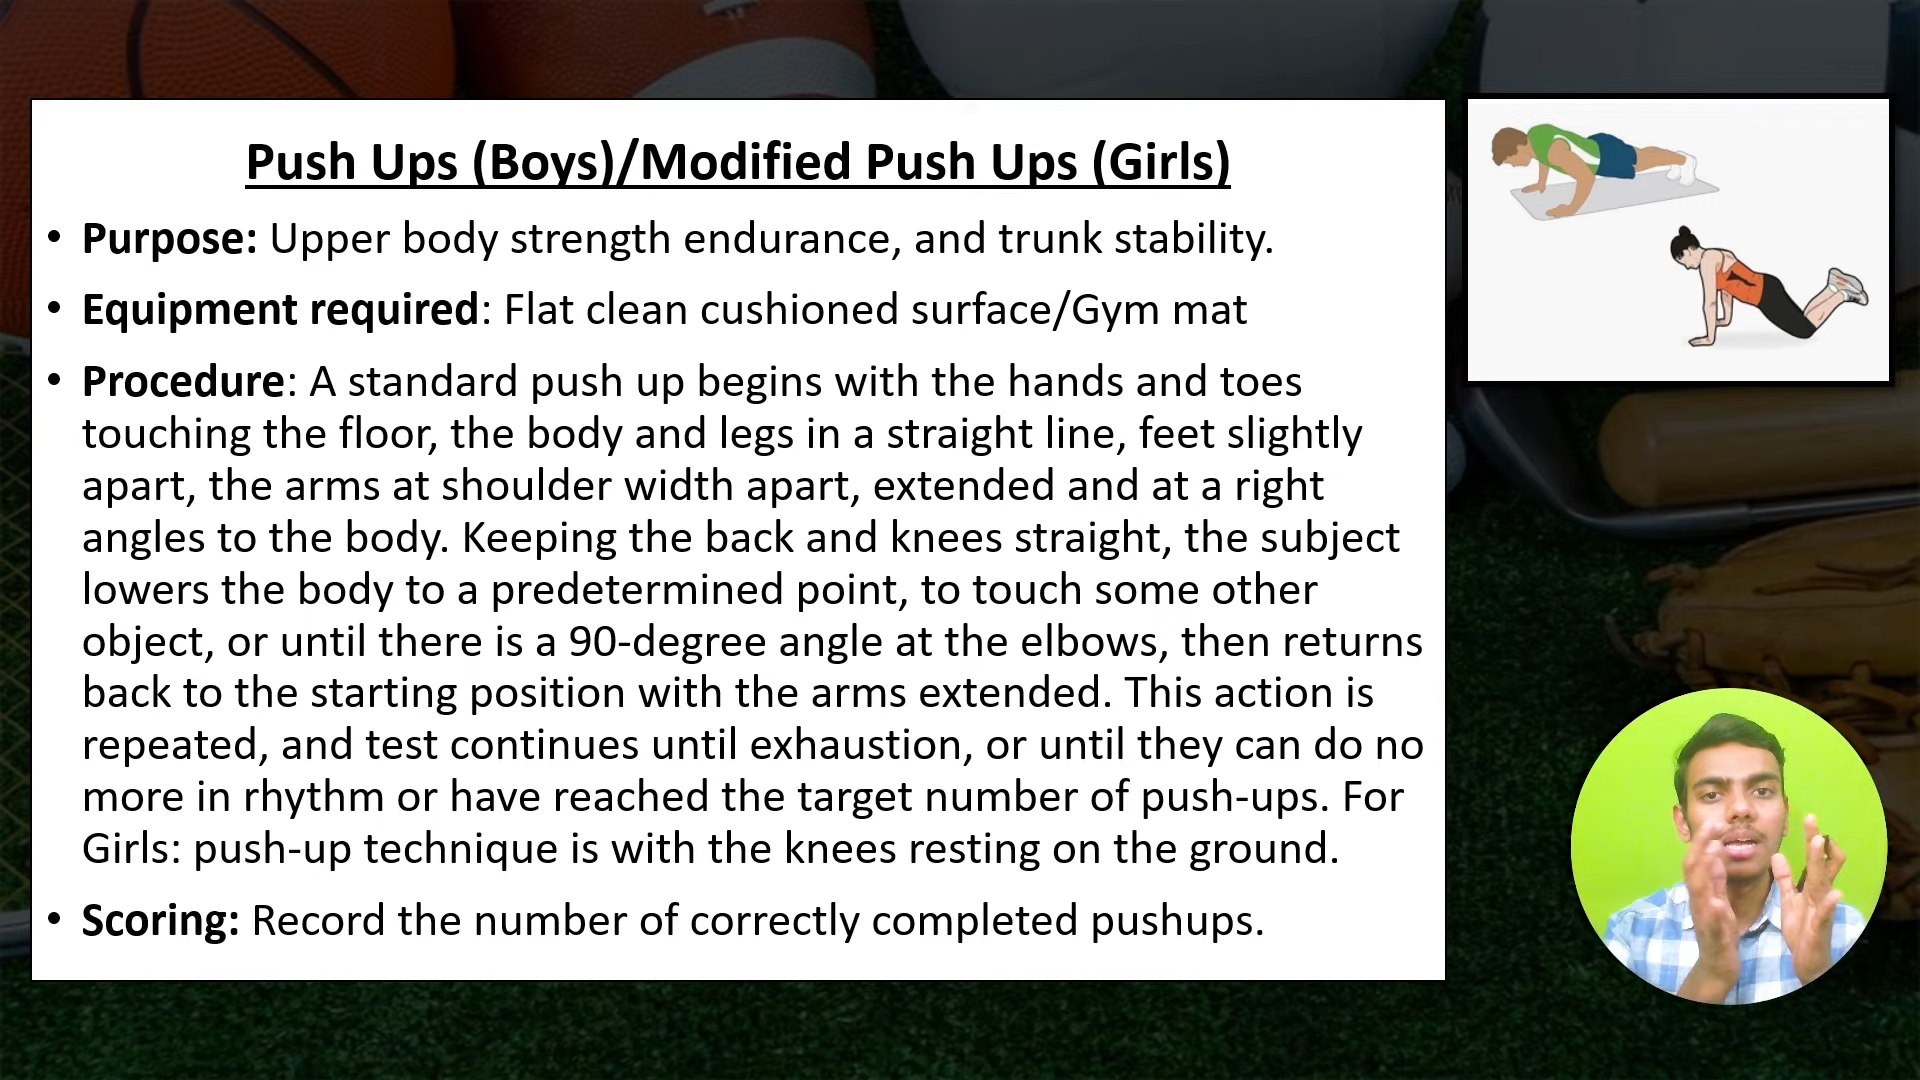 Push Ups (Boys)/Modified Push Ups (Girls)
• Purpose: Upper body strength endurance, and trunk stability.
• Equipment required: Flat clean cushioned surface/Gym mat
• Procedure: A standard push up begins with the hands and toes
touching the floor, the body and legs in a straight line, feet slightly
apart, the arms at shoulder width apart, extended and at a right
angles to the body. Keeping the back and knees straight, the subject
lowers the body to a predetermined point, to touch some other
object, or until there is a 90-degree angle at the elbows, then returns
back to the starting position with the arms extended. This action is
repeated, and test continues until exhaustion, or until they can do no
more in rhythm or have reached the target number of push-ups. For
Girls: push-up technique is with the knees resting on the ground.
• Scoring: Record the number of correctly completed pushups.